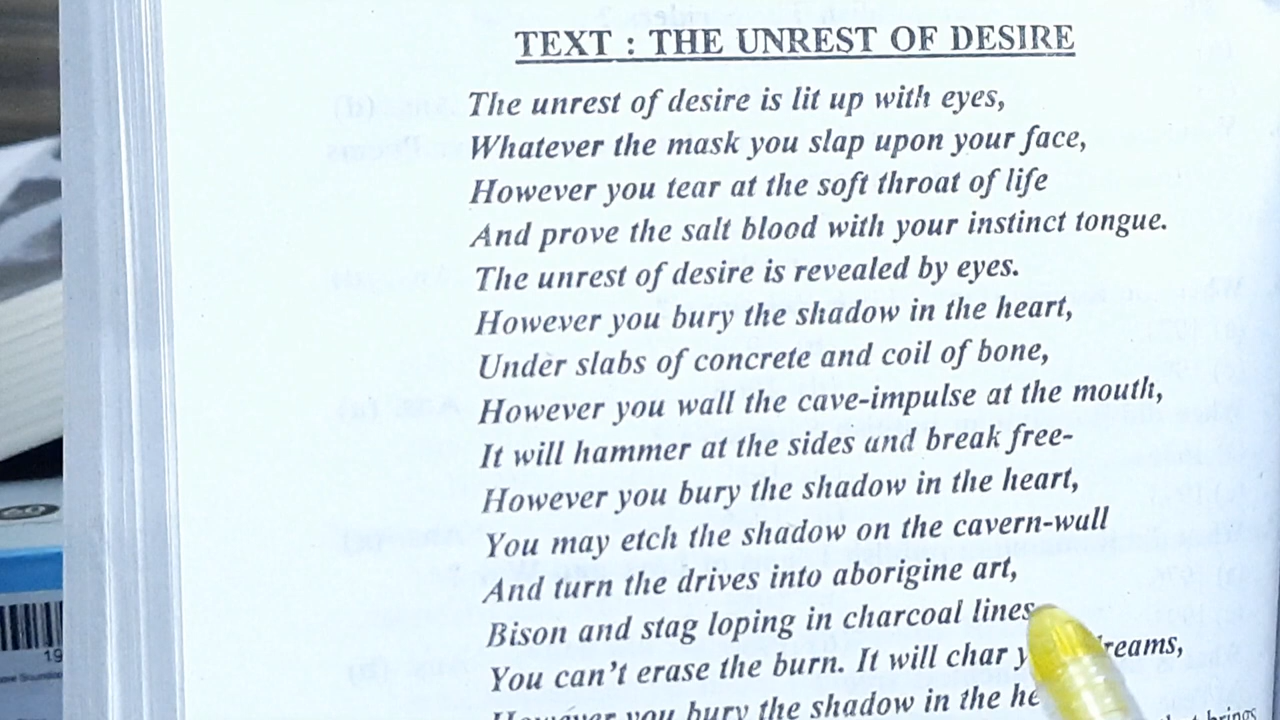 TEXT : THE UNREST OF DESIRE
The unrest of desire is lit up with eyes,
Whatever the mask you slap upon your face,
However you tear at the soft throat of life
And prove the salt blood with your instinct tongue.
The unrest of desire is revealed by eyes.
However you bury the shadow in the heart,
Under slabs of concrete and coil of bone,
However you wall the cave-impulse at the mouth,
It will hammer at the sides und break free-
However you bury the shadow in the heart,
You may etch the shadow on the cavern-wall
And turn the drives into aborigine art,
Bison and stag loping in charcoal lines
You can't erase the burn. It will char
However you bury the shadow in the
brings
19